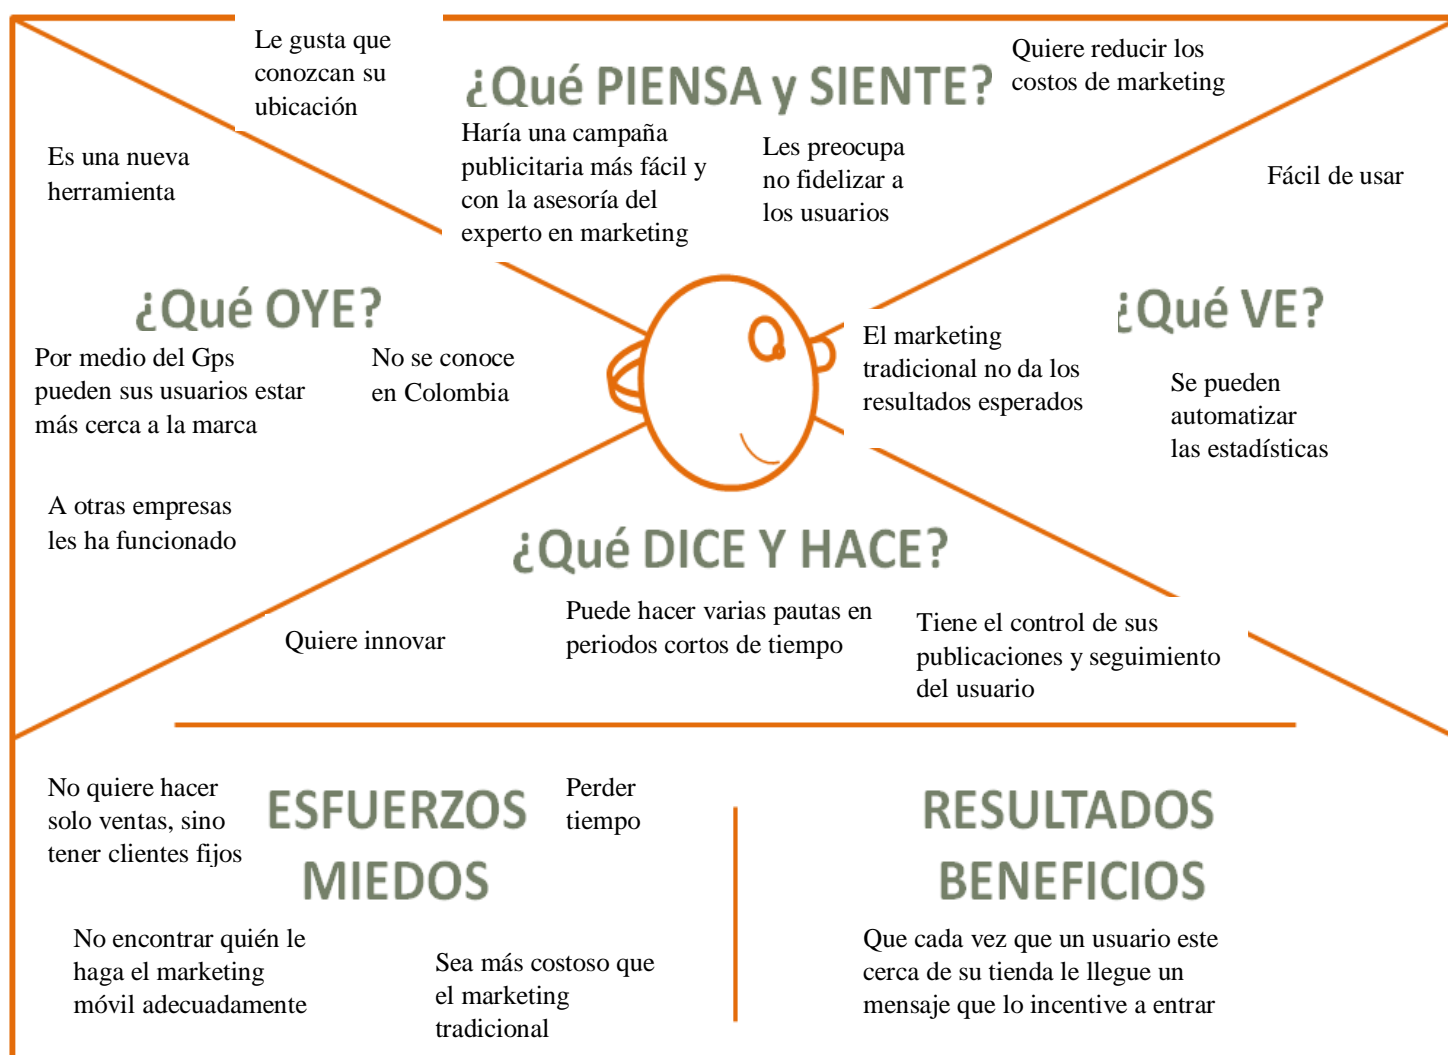 Le gusta que
conozcan su
ubicación
¿Qué PIENSA y SIENTE?
Quiere reducir los
costos de marketing
Haría una campaña
publicitaria más fácil y
con la asesoría del
experto en marketing
Les preocupa
no fidelizar a
los usuarios
Es una nueva
herramienta
¿Qué OYE?
Por medio del Gps
pueden sus usuarios estar
más cerca a la marca
No se conoce
en Colombia
A otras empresas
les ha funcionado
Fácil de usar
¿Qué VE?
El marketing
tradicional no da los
resultados esperados
Se pueden
automatizar
las estadísticas
¿Qué DICE Y HACE?
Quiere innovar
Puede hacer varias pautas en
periodos cortos de tiempo
Tiene el control de sus
publicaciones y seguimiento
del usuario
No quiere hacer
solo ventas, sino
tener clientes fijos
ESFUERZOS
MIEDOS
Perder
tiempo
No encontrar quién le
haga el marketing
móvil adecuadamente
Sea más costoso que
el marketing
tradicional
RESULTADOS
BENEFICIOS
Que cada vez que un usuario este
cerca de su tienda le llegue un
mensaje que lo incentive a entrar